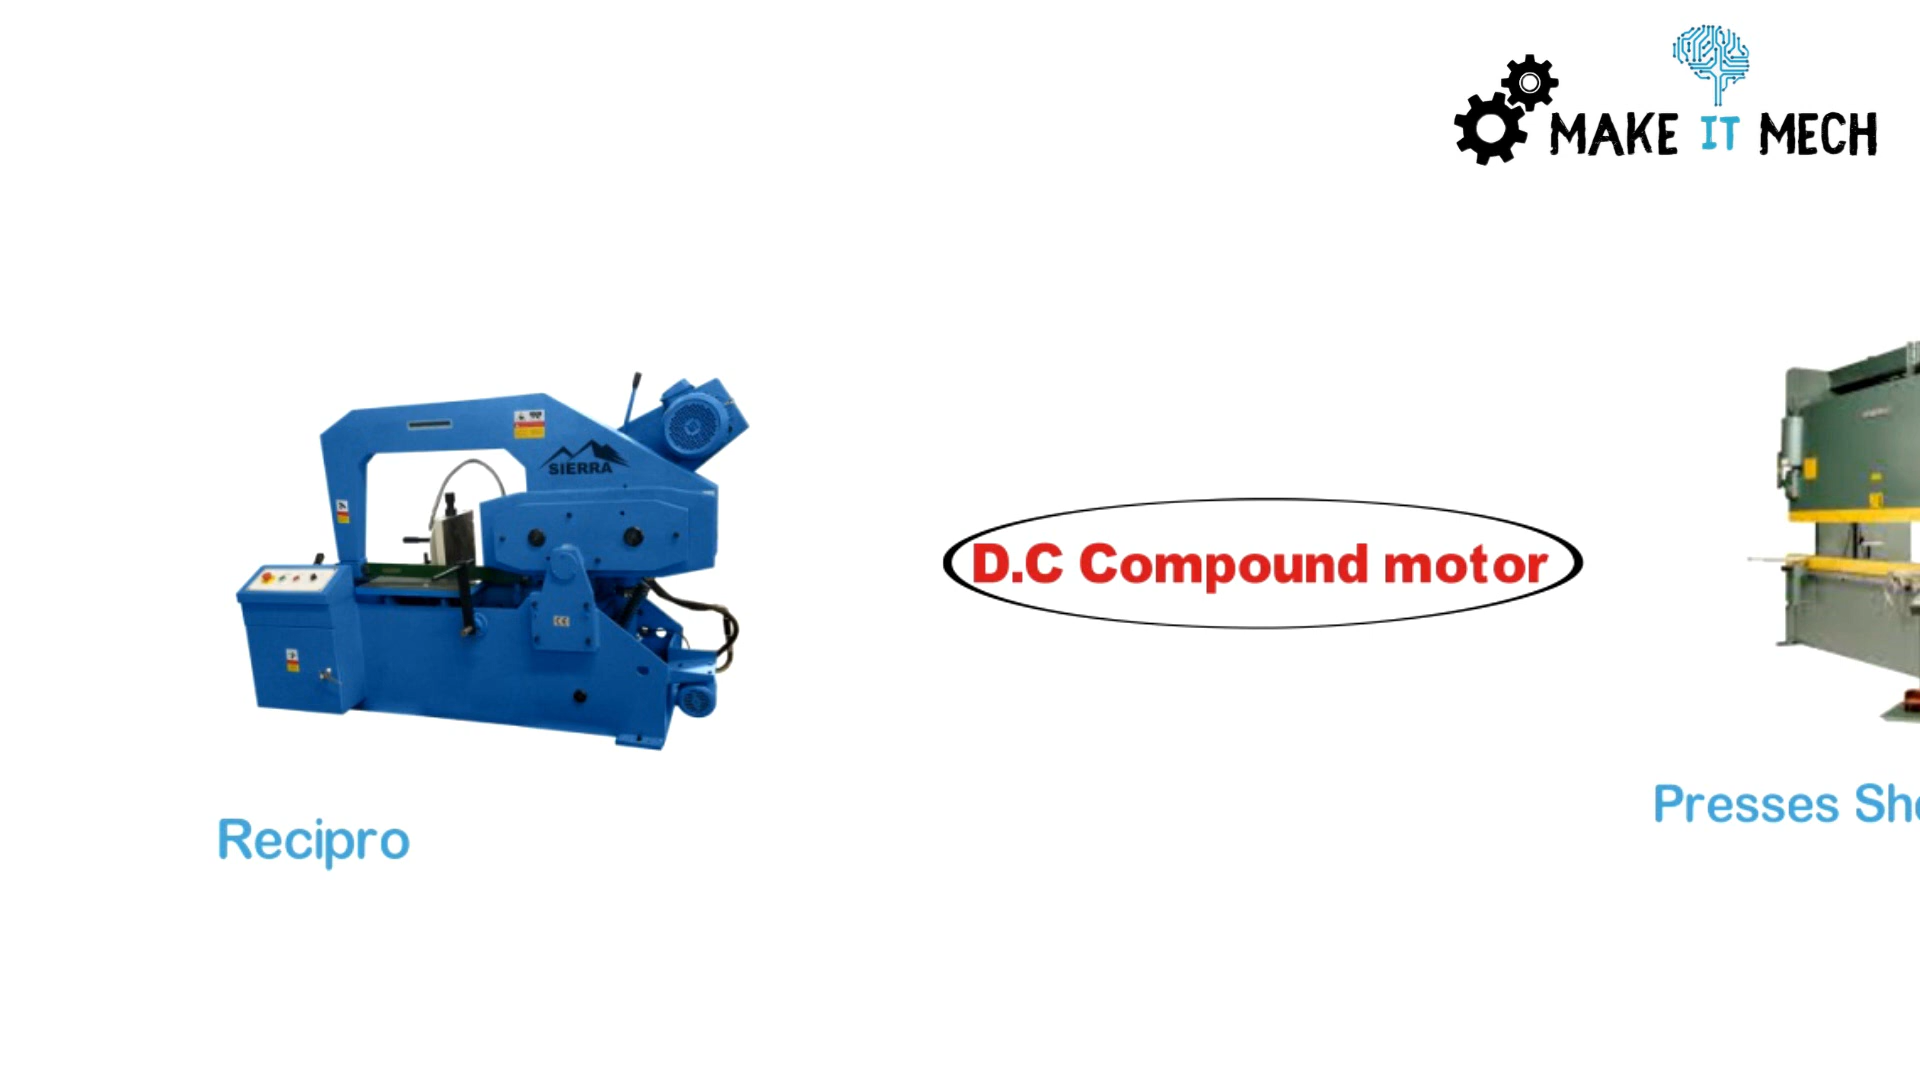 MAKE IT MECH
SIERRA
D.C Compound motor
Presses Sh
Recipro